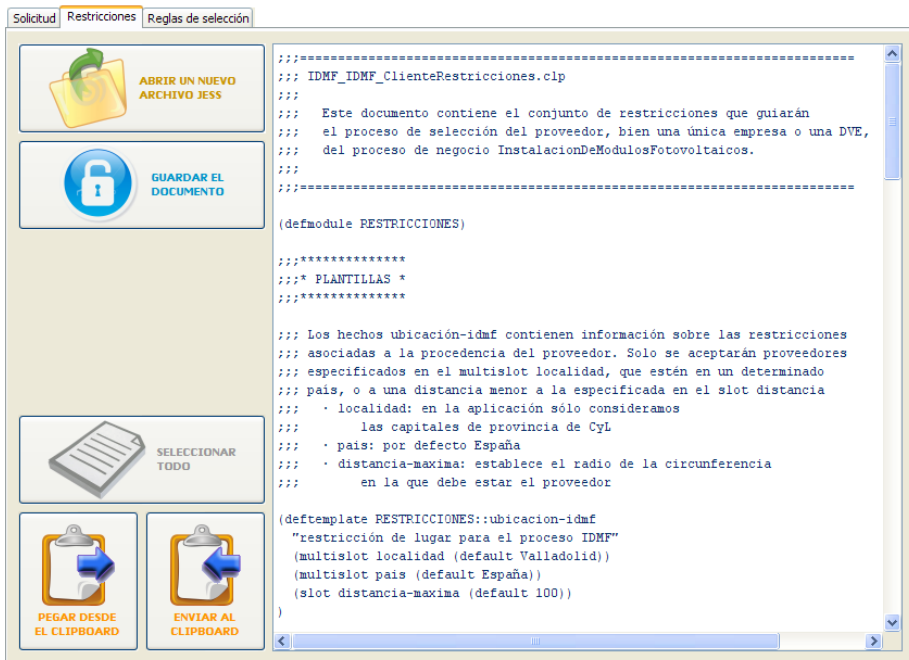 Solicitud Restricciones Reglas de selección
ABRIR UN NUEVO
ARCHIVO JESS
GUARDAR EL
DOCUMENTO
SELECCIONAR
TODO
PEGAR DESDE
EL CLIPBOARD
ENVIAR AL
CLIPBOARD
;;;=========================================================================
;;; IDMF_IDMF_ClienteRestricciones.clp
;;;
;;;   Este documento contiene el conjunto de restricciones que guiarán
;;;   el proceso de selección del proveedor, bien una única empresa o una DVE,
;;;   del proceso de negocio InstalacionDeModulosFotovoltaicos.
;;;
;;;=========================================================================
(defmodule RESTRICCIONES)
;;;**************
;;;* PLANTILLAS *
;;;**************
;;; Los hechos ubicación-idmf contienen información sobre las restricciones
;;; asociadas a la procedencia del proveedor. Solo se aceptarán proveedores
;;; especificados en el multislot localidad, que estén en un determinado
;;; país, o a una distancia menor a la especificada en el slot distancia
;;;   · localidad: en la aplicación sólo consideramos
;;;        las capitales de provincia de CyL
;;;   · pais: por defecto España
;;;   · distancia-maxima: establece el radio de la circunferencia
;;;        en la que debe estar el proveedor
(deftemplate RESTRICCIONES::ubicacion-idmf
  "restricción de lugar para el proceso IDMF"
  (multislot localidad (default Valladolid))
  (multislot pais (default España))
  (slot distancia-maxima (default 100))
)